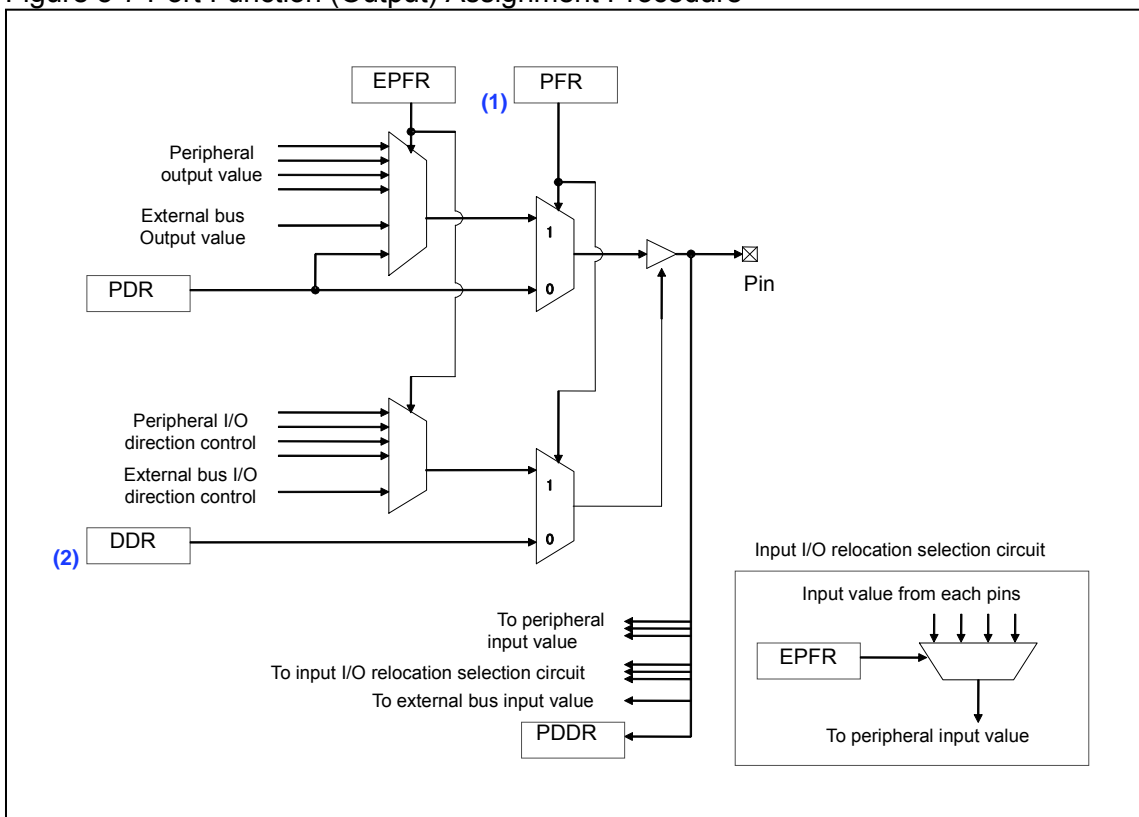 Figure 5-1 Port Function (Output) Assignment Procedure
EPFR
(1)
PFR
Peripheral
output value
1
External bus
Output value
PDR
0
Pin
Peripheral I/O
direction control
External bus I/O
direction control
1
(2)
DDR
0
Input I/O relocation selection circuit
Input value from each pins
EPFR
To peripheral input value
To peripheral
input value
To input I/O relocation selection circuit
To external bus input value
PDDR